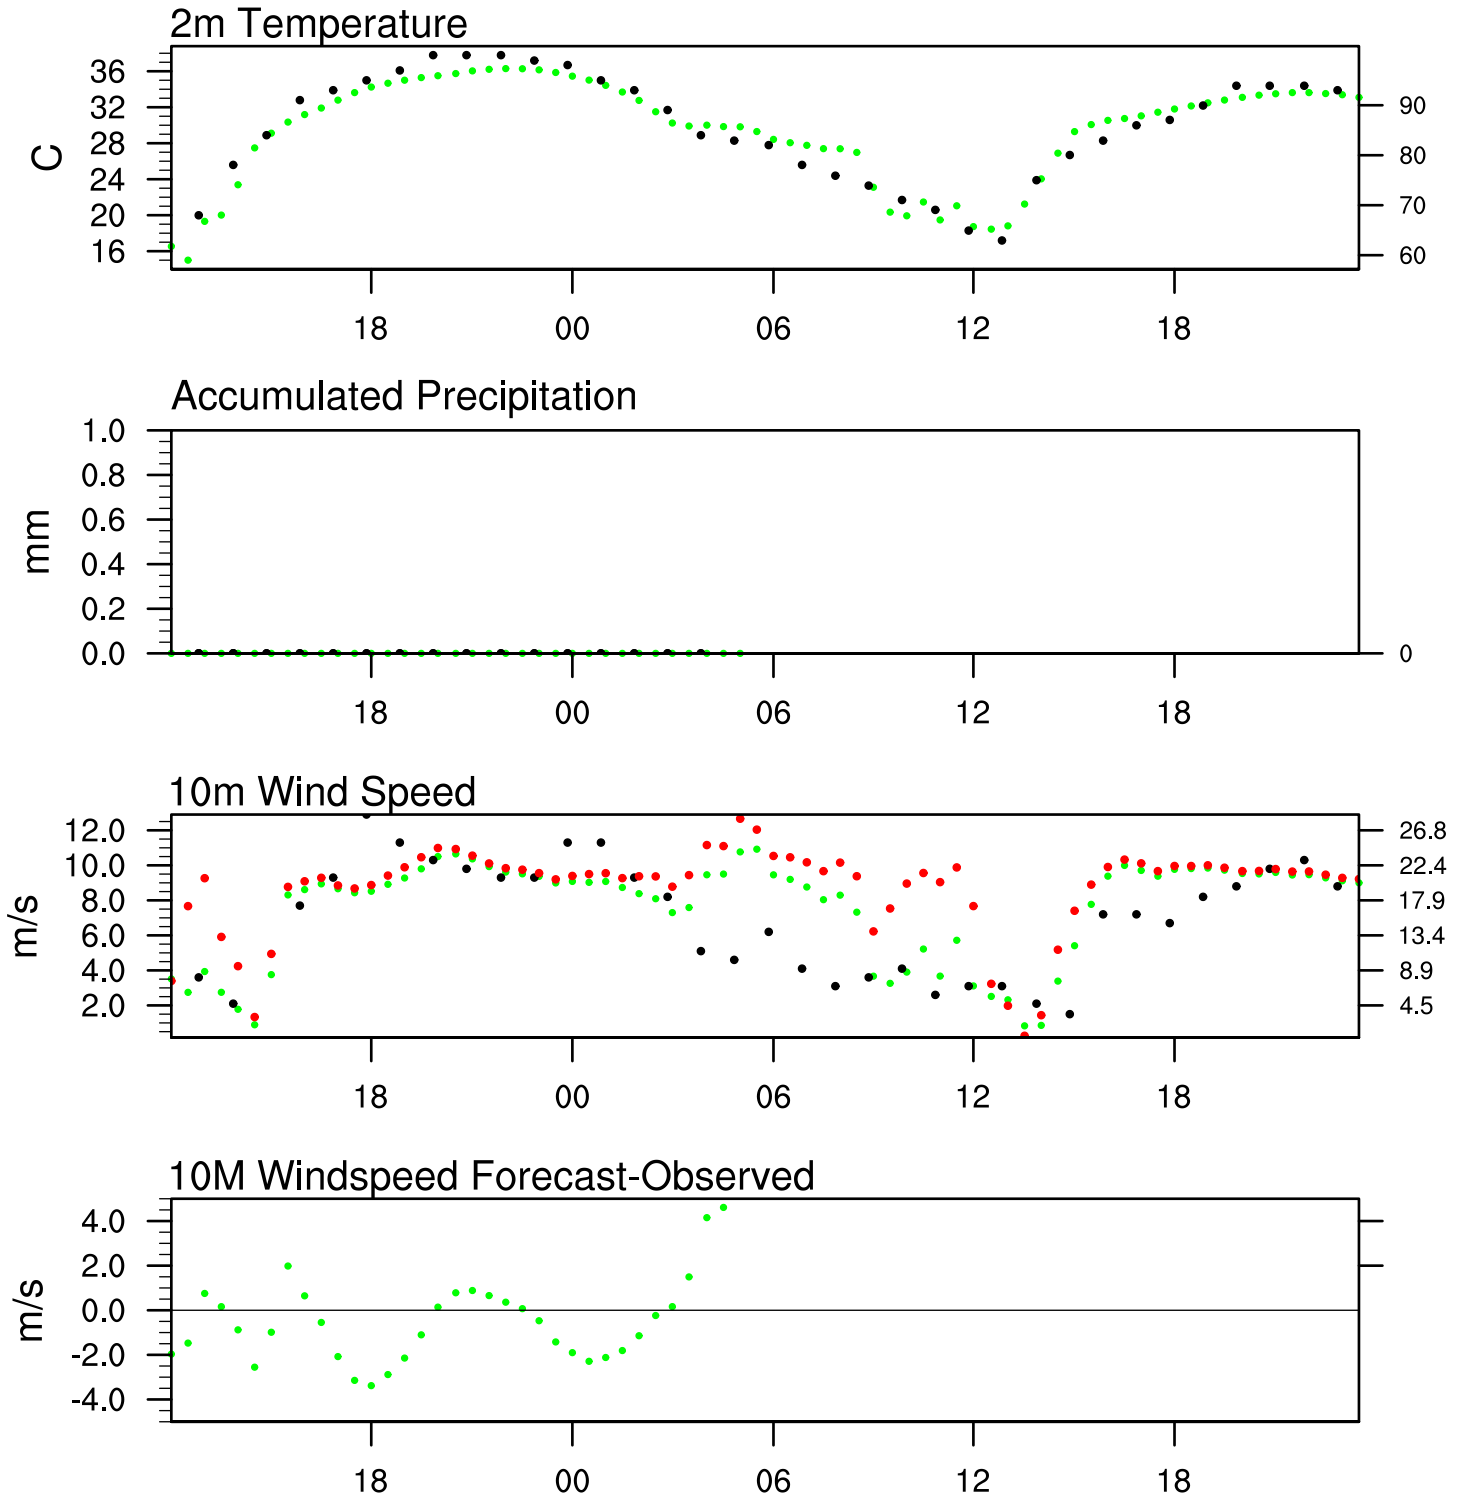 2m Temperature
C
36
32
28
24
20
16
90
80
70
60
18 00 06 12 18
Accumulated Precipitation
mm
1.0
0.8
0.6
0.4
0.2
0.0
0
18 00 06 12 18
10m Wind Speed
m/s
12.0
10.0
8.0
6.0
4.0
2.0
26.8
22.4
17.9
13.4
8.9
4.5
18 00 06 12 18
10M Windspeed Forecast-Observed
m/s
4.0
2.0
0.0
-2.0
-4.0
18 00 06 12 18